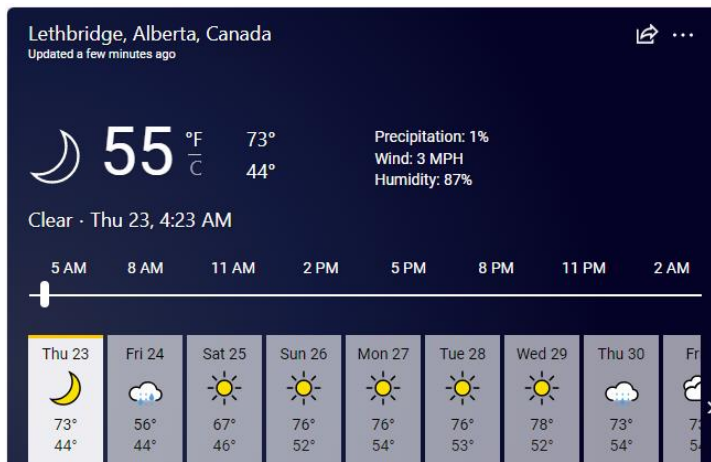 Lethbridge, Alberta, Canada
Updated a few minutes ago
55 °F C 73° 44°
Precipitation: 1%
Wind: 3 MPH
Humidity: 87%
Clear · Thu 23, 4:23 AM
5 AM 8 AM 11 AM 2 PM 5 PM 8 PM 11 PM 2 AM
Thu 23 Fri 24 Sat 25 Sun 26 Mon 27 Tue 28 Wed 29 Thu 30
73° 56° 67° 76° 76° 76° 78° 73°
44° 44° 46° 52° 54° 53° 52° 54°